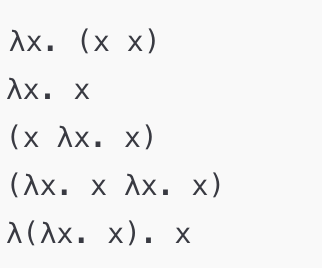 λx. (x x)
λx. x
(x λx. x)
(λx. x λx. x)
λ(λx. x). x